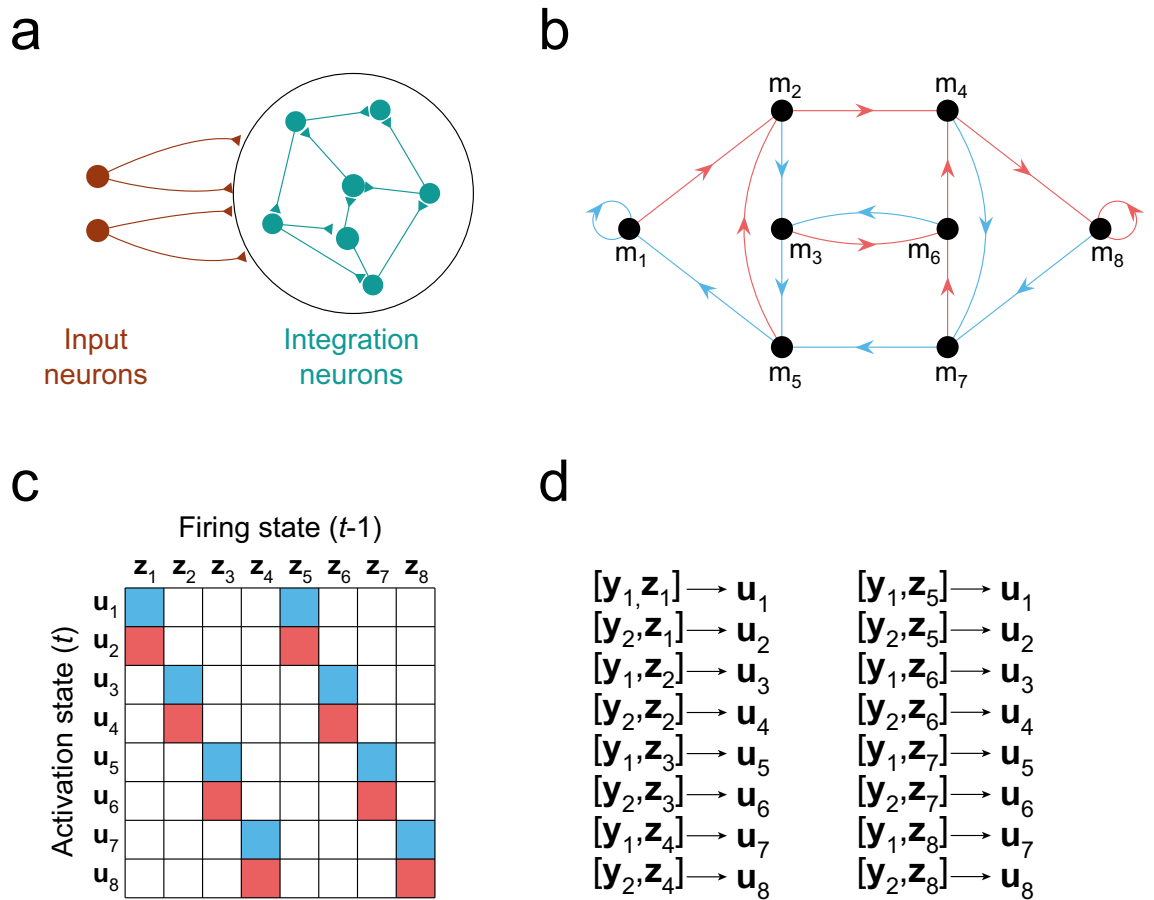 a
Input
neurons
Integration
neurons
b
m2
m4
m1
m3
m6
m8
m5
m7
c
Firing state (t-1)
z1 z2 z3 z4 z5 z6 z7 z8
Activation state (t)
u1
u2
u3
u4
u5
u6
u7
u8
d
[y1,z1] → u1
[y2,z1] → u2
[y1,z2] → u3
[y2,z2] → u4
[y1,z3] → u5
[y2,z3] → u6
[y1,z4] → u7
[y2,z4] → u8
[y1,z5] → u1
[y2,z5] → u2
[y1,z6] → u3
[y2,z6] → u4
[y1,z7] → u5
[y2,z7] → u6
[y1,z8] → u7
[y2,z8] → u8